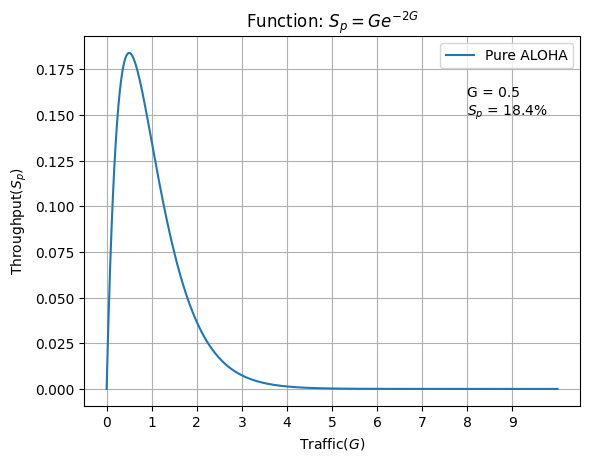 Function: $S_p = Ge^{-2G}$
Pure ALOHA
G = 0.5
$S_p$ = 18.4%
Throughput($S_p$)
0.175
0.150
0.125
0.100
0.075
0.050
0.025
0.000
0 1 2 3 4 5 6 7 8 9
Traffic($G$)